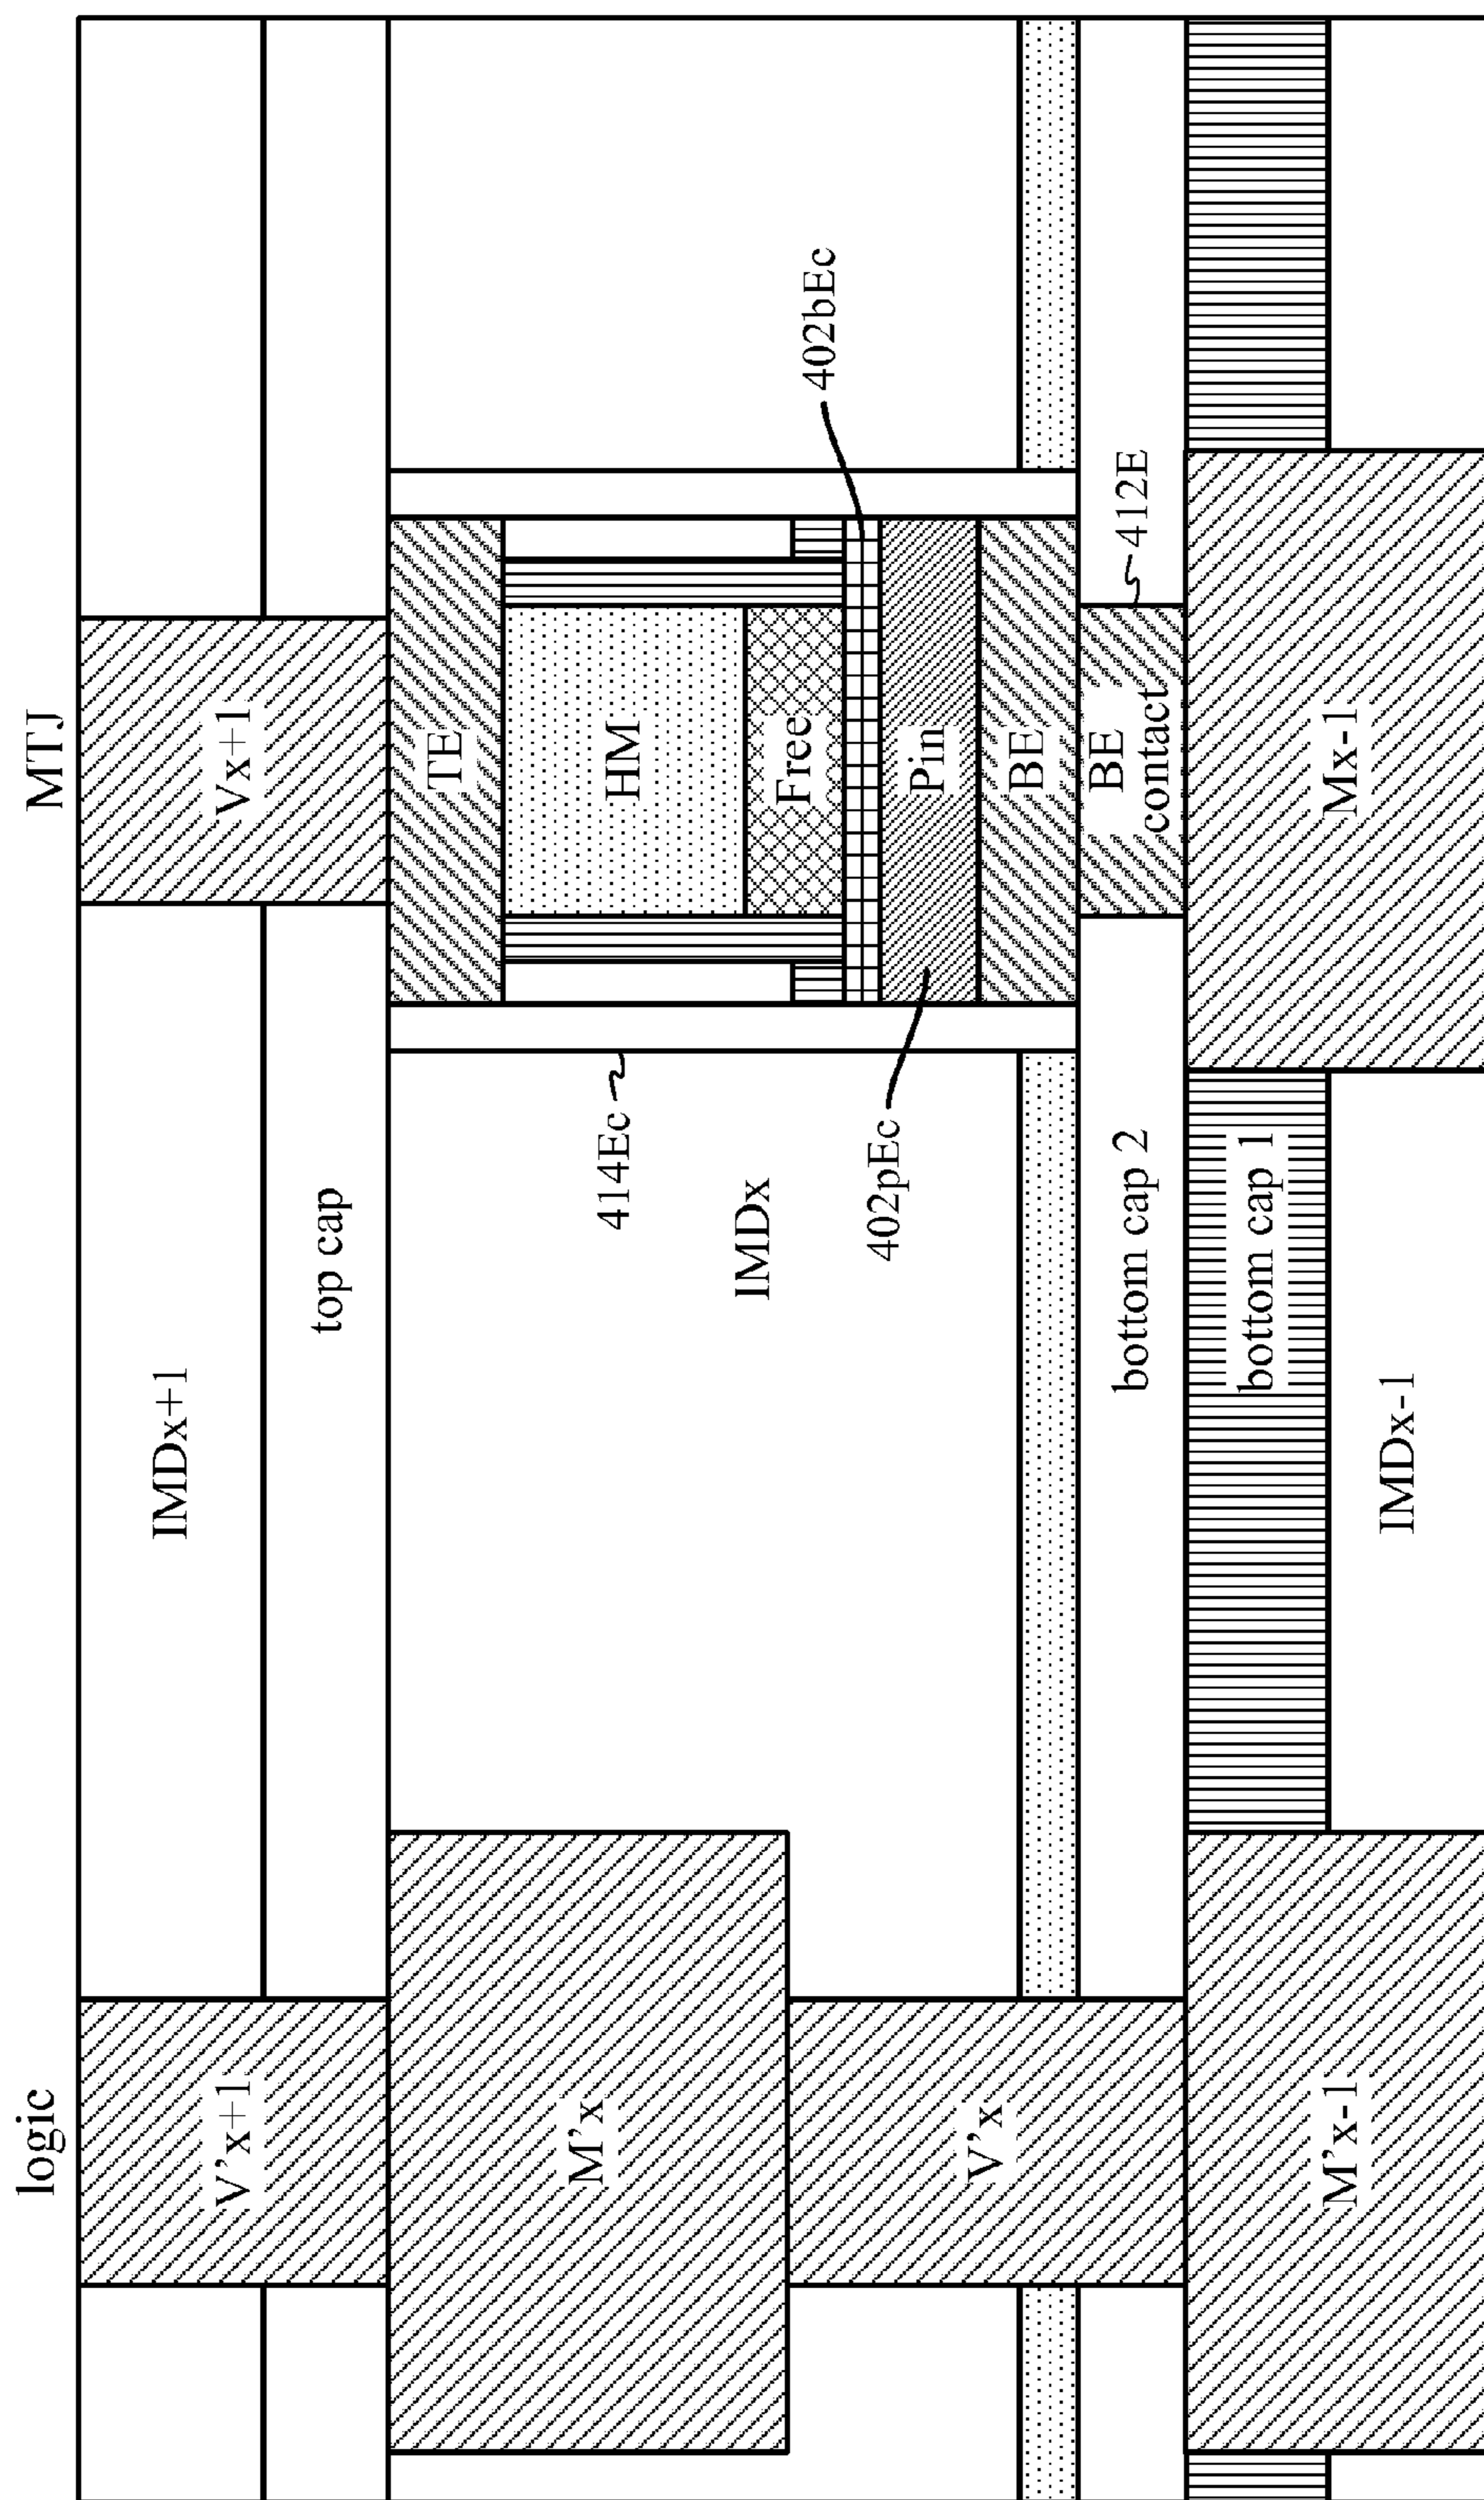 logic
MTJ
V'x+1
IMDx+1
Vx+1
top cap
TE
M'x
414Ec
HM
IMDx
Free
402bEc
402pEc
Pin
V'x
BE
bottom cap 2
BE
contact
412E
bottom cap 1
M'x-1
IMDx-1
Mx-1